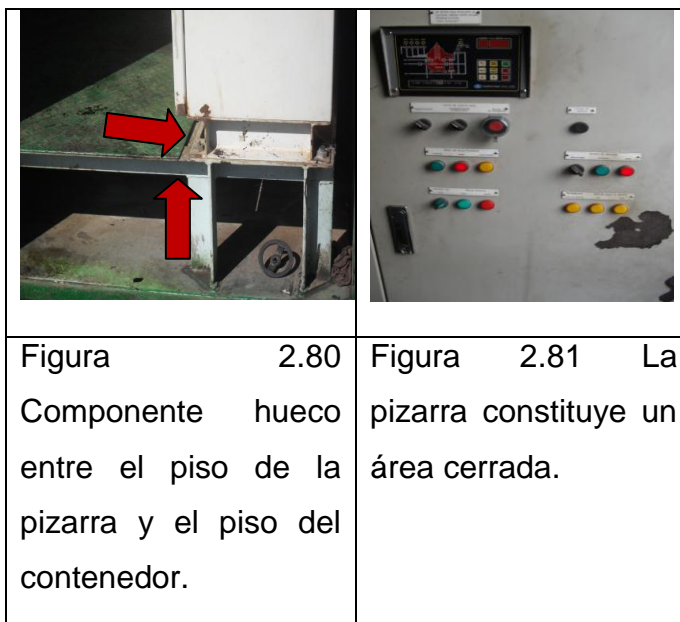 Figura 2.80
Componente hueco
entre el piso de la
pizarra y el piso del
contenedor.
Figura 2.81 La
pizarra constituye un
área cerrada.